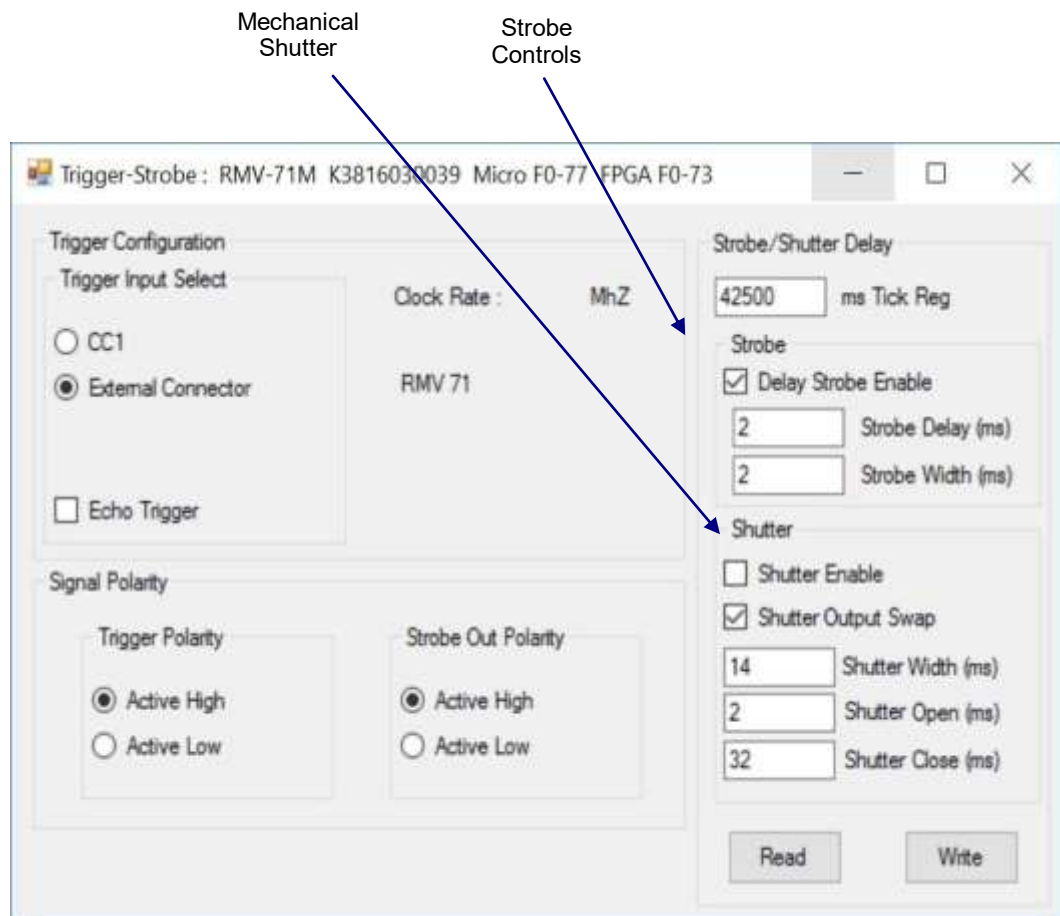 Mechanical
Shutter
Strobe
Controls
Trigger-Strobe : RMV-71M K3816030039 Micro F0-77 FPGA F0-73
Trigger Configuration
Trigger Input Select
CC1
External Connector
Echo Trigger
Clock Rate : MhZ
RMV 71
Signal Polarity
Trigger Polarity
Active High
Active Low
Strobe Out Polarity
Active High
Active Low
Strobe/Shutter Delay
42500 ms Tick Reg
Strobe
Delay Strobe Enable
2 Strobe Delay (ms)
2 Strobe Width (ms)
Shutter
Shutter Enable
Shutter Output Swap
14 Shutter Width (ms)
2 Shutter Open (ms)
32 Shutter Close (ms)
Read Write